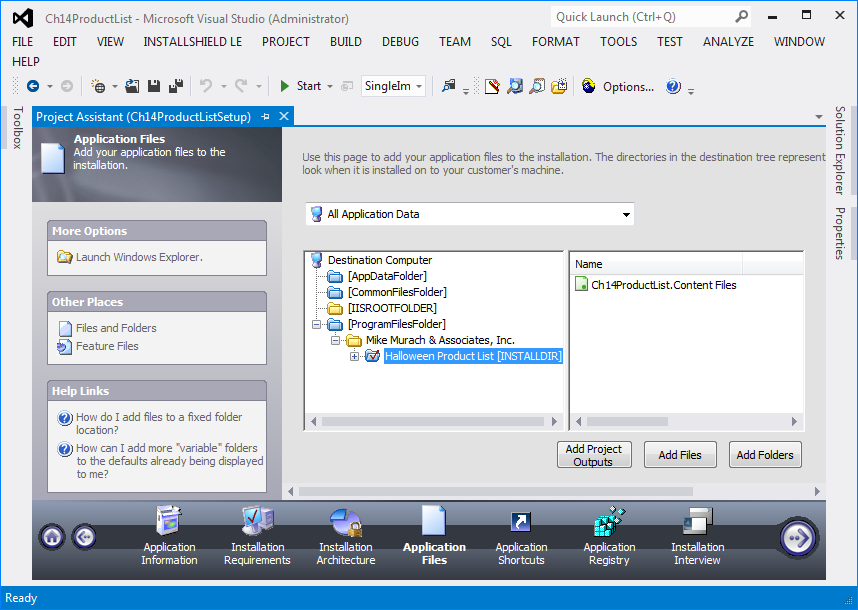 Ch14ProductList - Microsoft Visual Studio (Administrator)
Quick Launch (Ctrl+Q)
FILE EDIT VIEW INSTALLSHIELD LE PROJECT BUILD DEBUG TEAM SQL FORMAT TOOLS TEST ANALYZE WINDOW
HELP
Start SingleIm Options...
Toolbox
Project Assistant (Ch14ProductListSetup)
Solution Explorer
Properties
Application Files
Add your application files to the
installation.
More Options
Launch Windows Explorer.
Other Places
Files and Folders
Feature Files
Help Links
How do I add files to a fixed folder
location?
How can I add more "variable" folders
to the defaults already being displayed
to me?
Use this page to add your application files to the installation. The directories in the destination tree represent
look when it is installed on to your customer's machine.
All Application Data
Destination Computer
[AppDataFolder]
[CommonFilesFolder]
[IISROOTFOLDER]
[ProgramFilesFolder]
Mike Murach & Associates, Inc.
Halloween Product List [INSTALLDIR]
Name
Ch14ProductList.Content Files
Add Project
Outputs
Add Files
Add Folders
Application
Information
Installation
Requirements
Installation
Architecture
Application
Files
Application
Shortcuts
Application
Registry
Installation
Interview
Ready